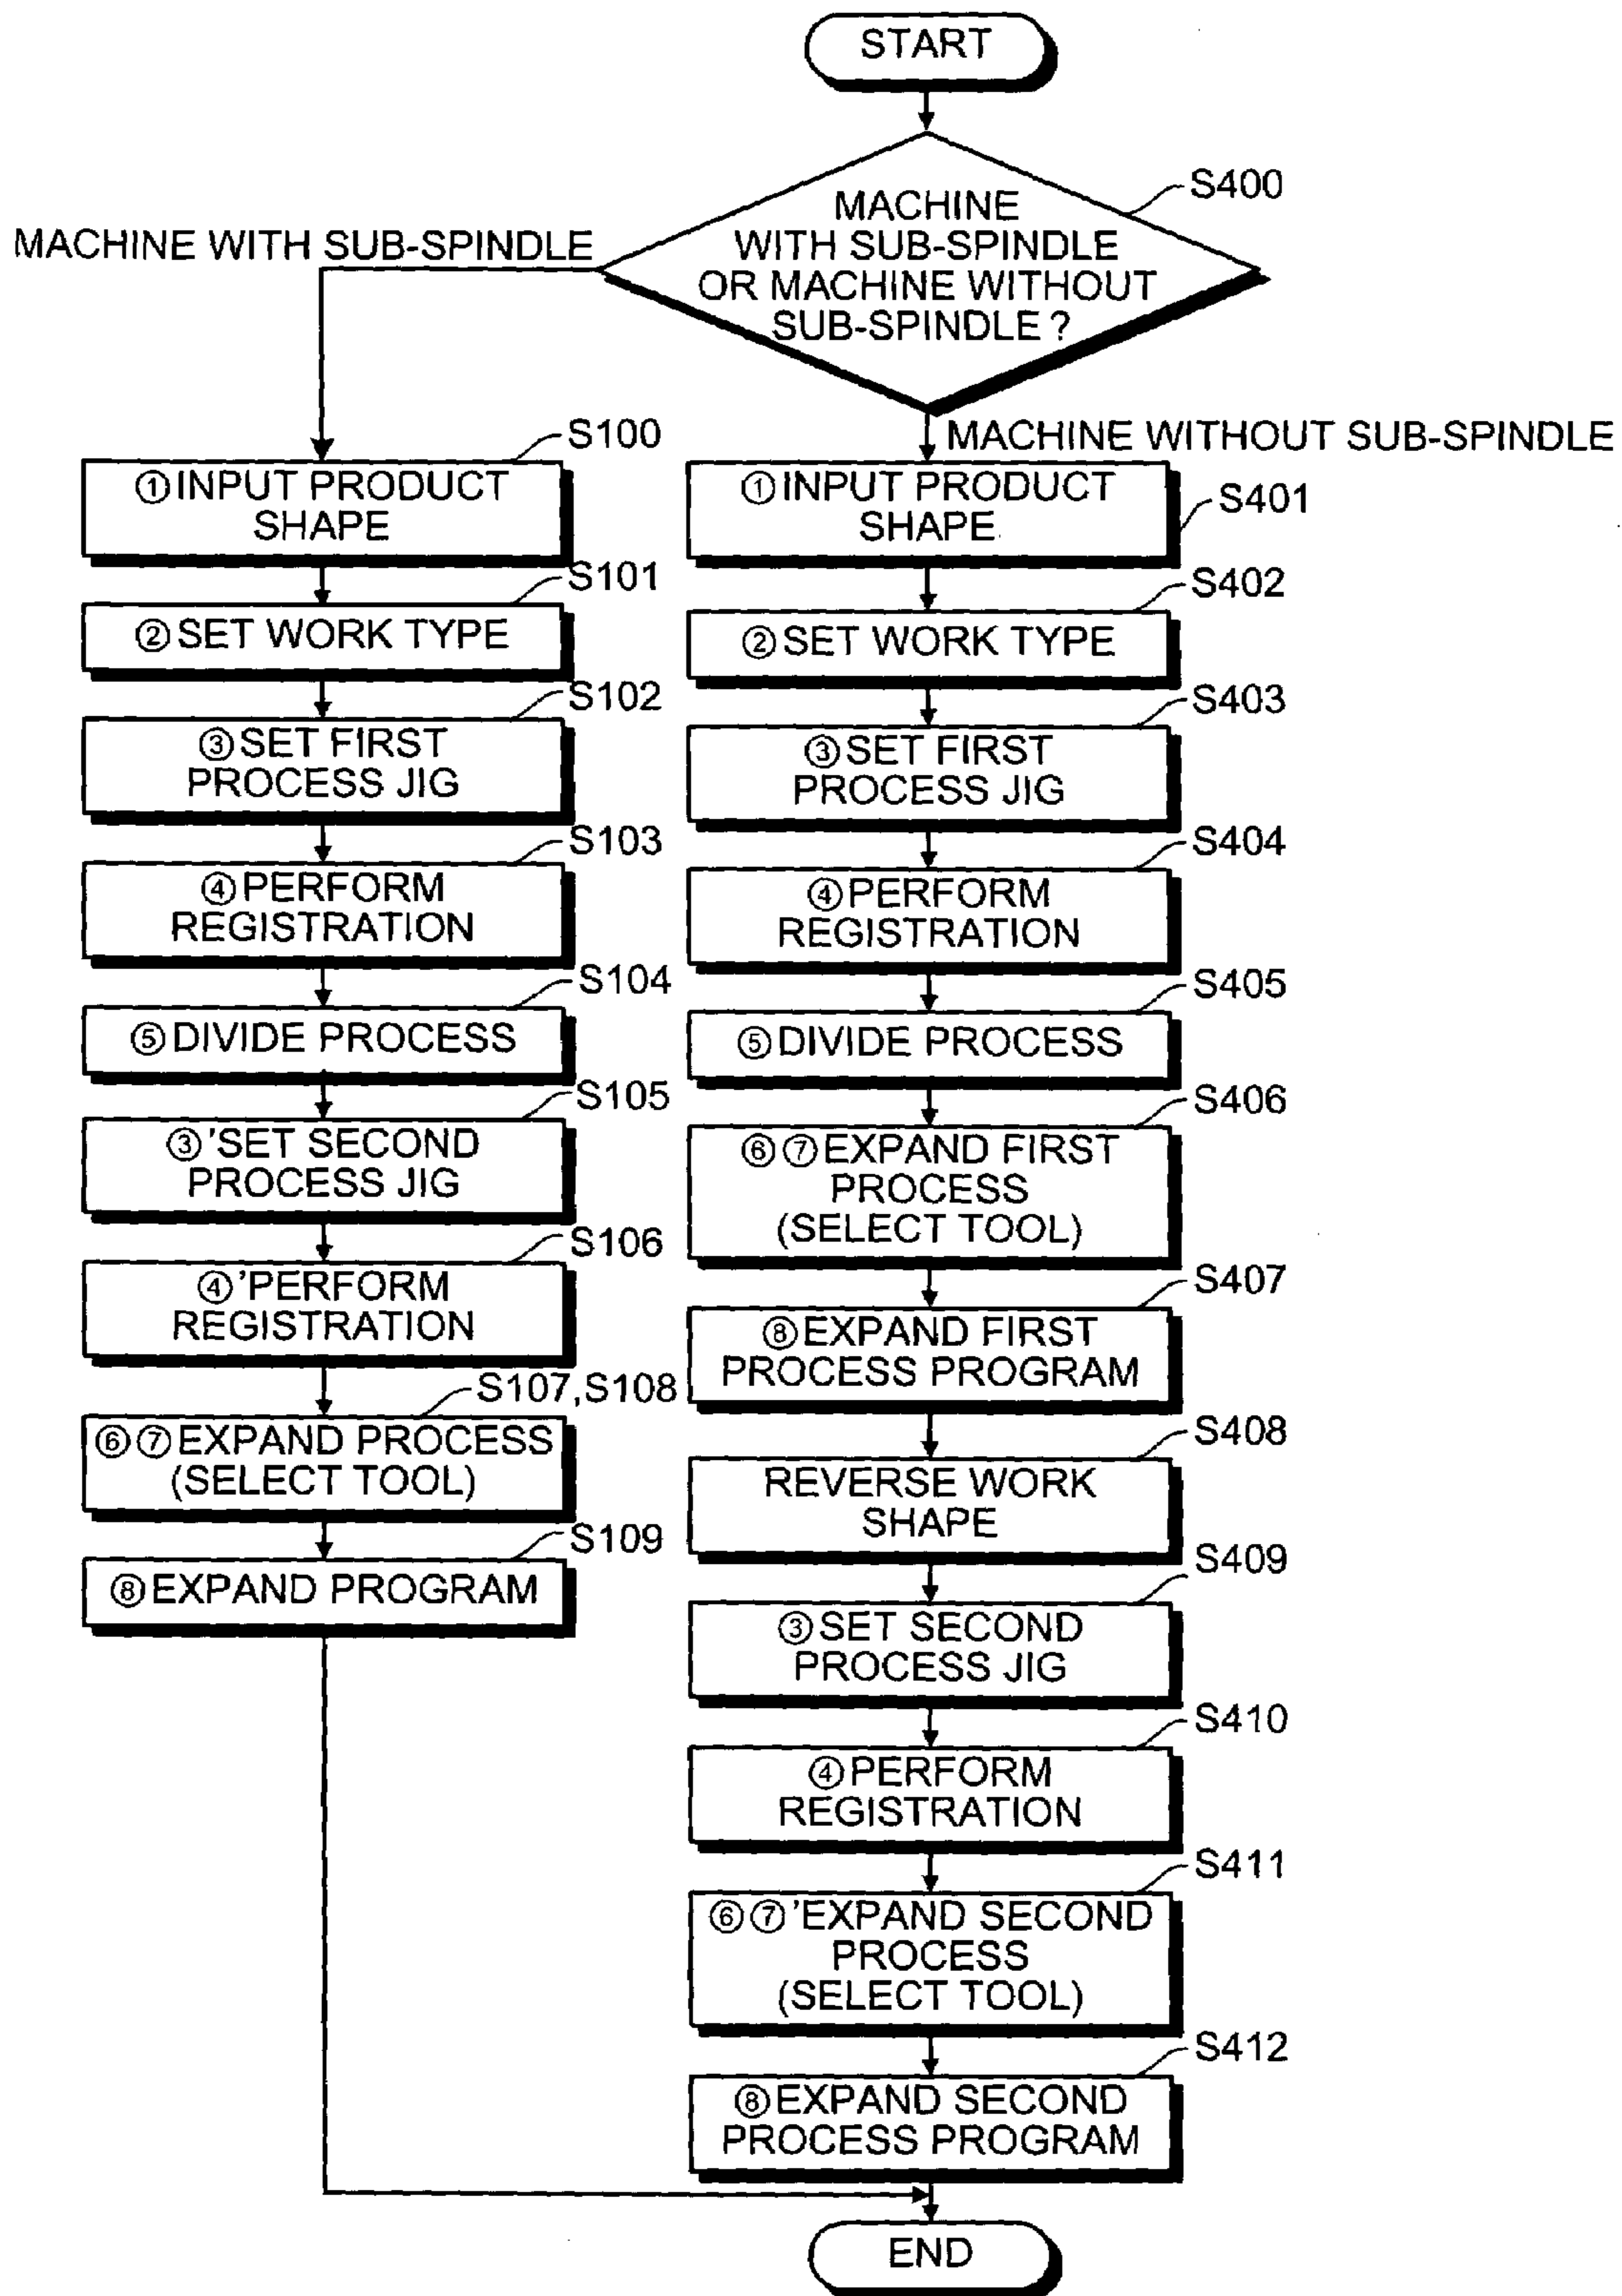 START
S400
MACHINE
WITH SUB-SPINDLE
OR MACHINE WITHOUT
SUB-SPINDLE ?
MACHINE WITH SUB-SPINDLE
MACHINE WITHOUT SUB-SPINDLE
S100
①INPUT PRODUCT
SHAPE
S101
②SET WORK TYPE
S102
③SET FIRST
PROCESS JIG
S103
④PERFORM
REGISTRATION
S104
⑤DIVIDE PROCESS
S105
③'SET SECOND
PROCESS JIG
S106
④'PERFORM
REGISTRATION
S107,S108
⑥⑦EXPAND PROCESS
(SELECT TOOL)
S109
⑧EXPAND PROGRAM
S401
①INPUT PRODUCT
SHAPE
S402
②SET WORK TYPE
S403
③SET FIRST
PROCESS JIG
S404
④PERFORM
REGISTRATION
S405
⑤DIVIDE PROCESS
S406
⑥⑦EXPAND FIRST
PROCESS
(SELECT TOOL)
S407
⑧EXPAND FIRST
PROCESS PROGRAM
S408
REVERSE WORK
SHAPE
S409
③SET SECOND
PROCESS JIG
S410
④PERFORM
REGISTRATION
S411
⑥⑦'EXPAND SECOND
PROCESS
(SELECT TOOL)
S412
⑧EXPAND SECOND
PROCESS PROGRAM
END